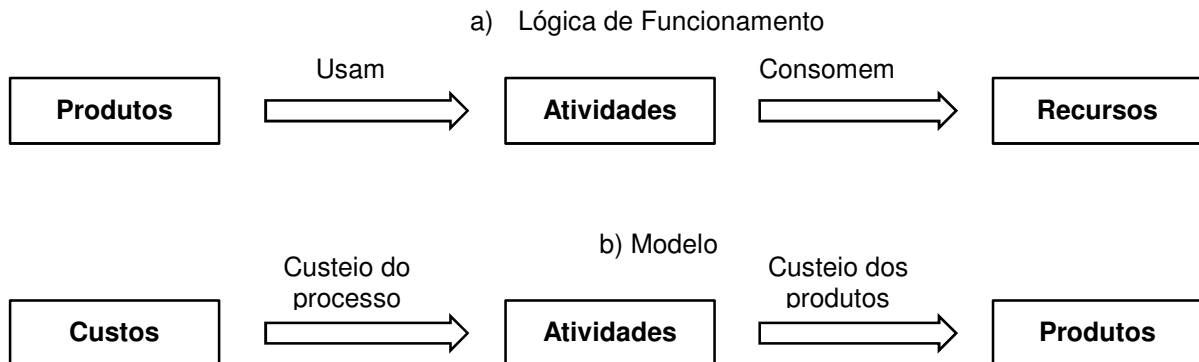 a) Lógica de Funcionamento
Usam
Consomem
Produtos
Atividades
Recursos
b) Modelo
Custeio do
processo
Custeio dos
produtos
Custos
Atividades
Produtos